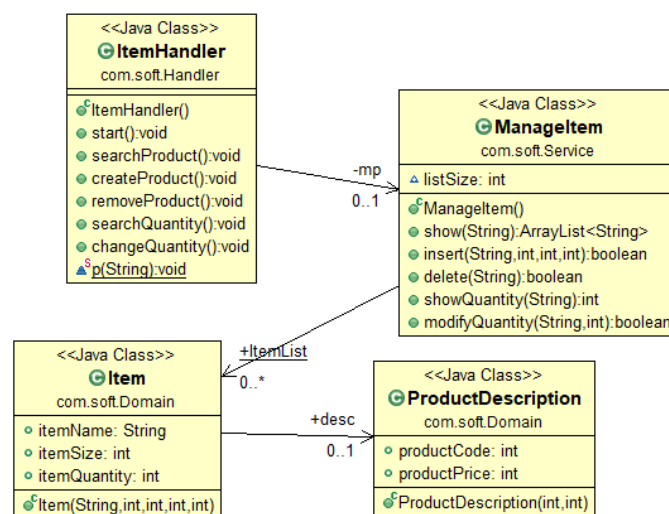 <<Java Class>>
ItemHandler
com.soft.Handler
ItemHandler()
start():void
searchProduct():void
createProduct():void
removeProduct():void
searchQuantity():void
changeQuantity():void
p(String):void
-mp
0..1
<<Java Class>>
ManageItem
com.soft.Service
listSize: int
ManageItem()
show(String):ArrayList<String>
insert(String,int,int,int):boolean
delete(String):boolean
showQuantity(String):int
modifyQuantity(String,int):boolean
+ItemList
0..*
<<Java Class>>
Item
com.soft.Domain
itemName: String
itemSize: int
itemQuantity: int
Item(String,int,int,int,int)
+desc
0..1
<<Java Class>>
ProductDescription
com.soft.Domain
productCode: int
productPrice: int
ProductDescription(int,int)